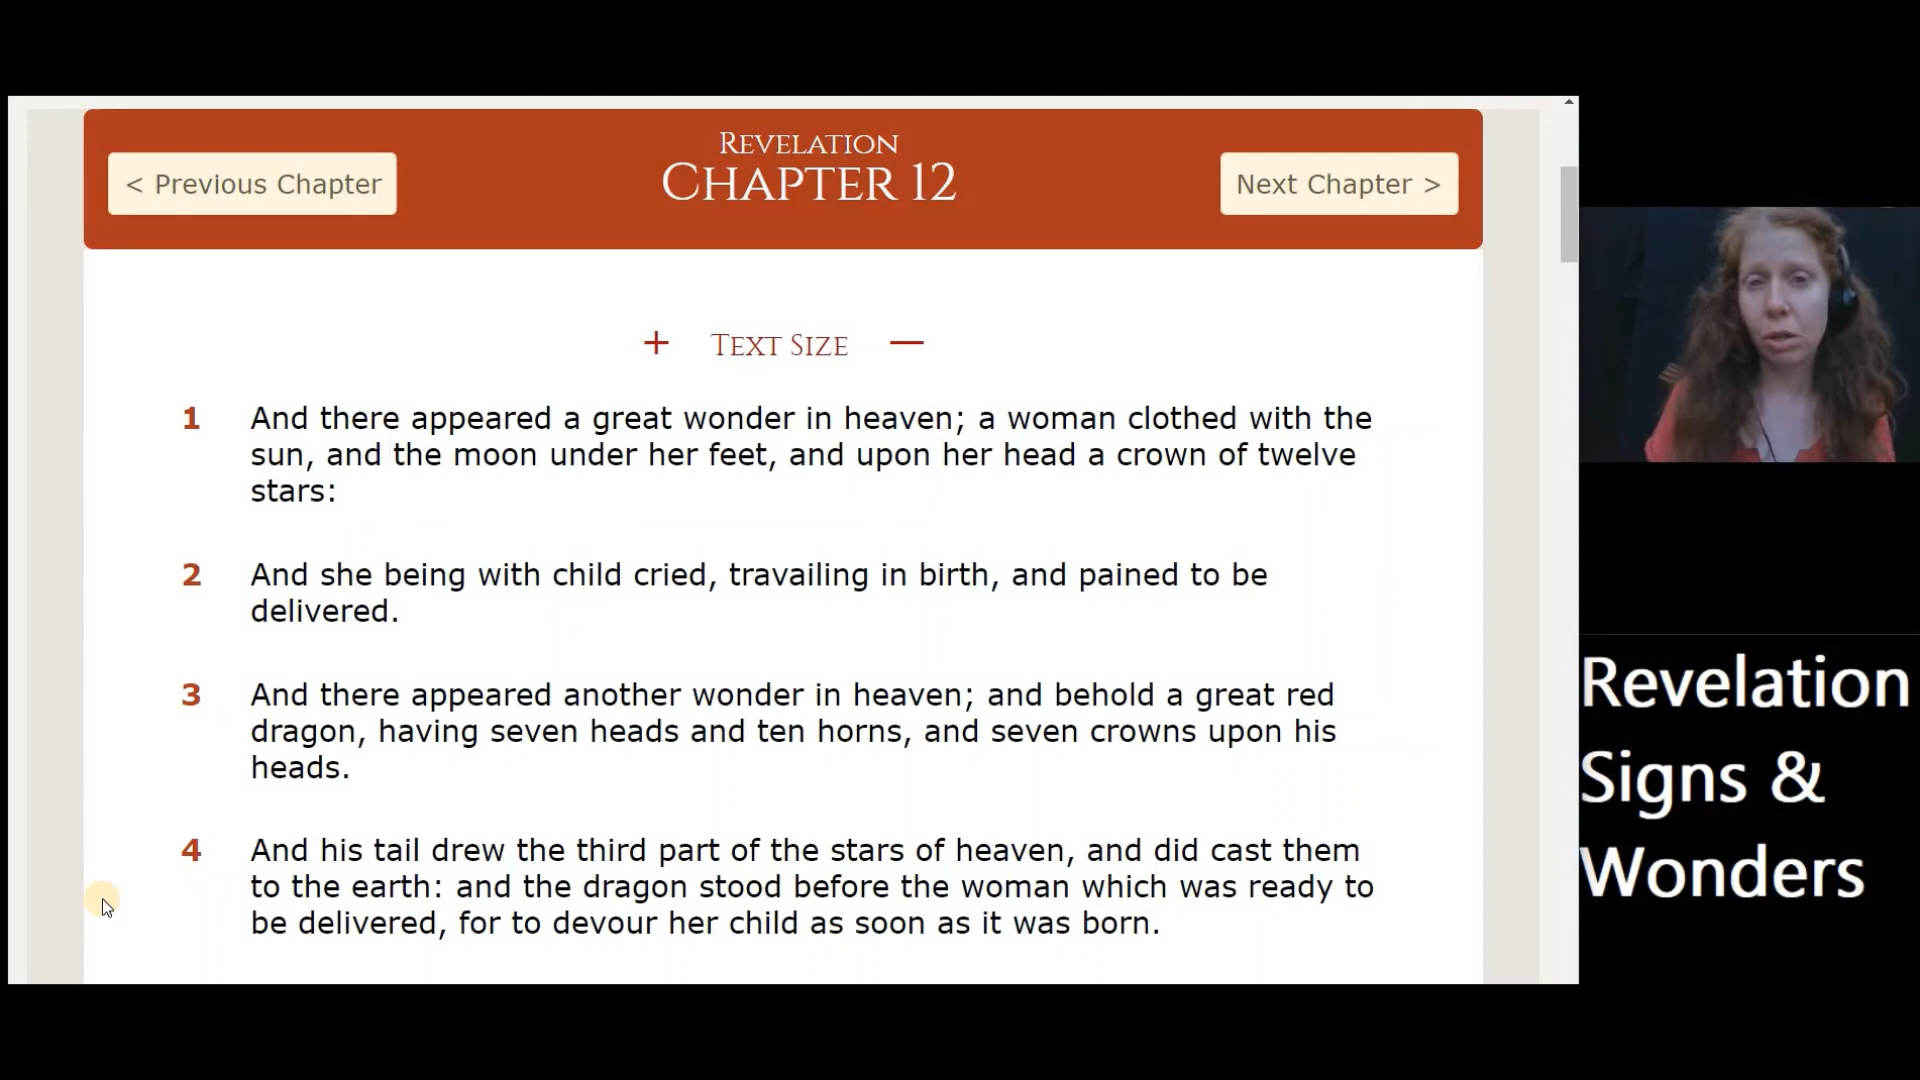 REVELATION
CHAPTER 12
< Previous Chapter
Next Chapter >
+ TEXT SIZE —
1 And there appeared a great wonder in heaven; a woman clothed with the
sun, and the moon under her feet, and upon her head a crown of twelve
stars:
2 And she being with child cried, travailing in birth, and pained to be
delivered.
3 And there appeared another wonder in heaven; and behold a great red
dragon, having seven heads and ten horns, and seven crowns upon his
heads.
4 And his tail drew the third part of the stars of heaven, and did cast them
to the earth: and the dragon stood before the woman which was ready to
be delivered, for to devour her child as soon as it was born.
Revelation
Signs &
Wonders